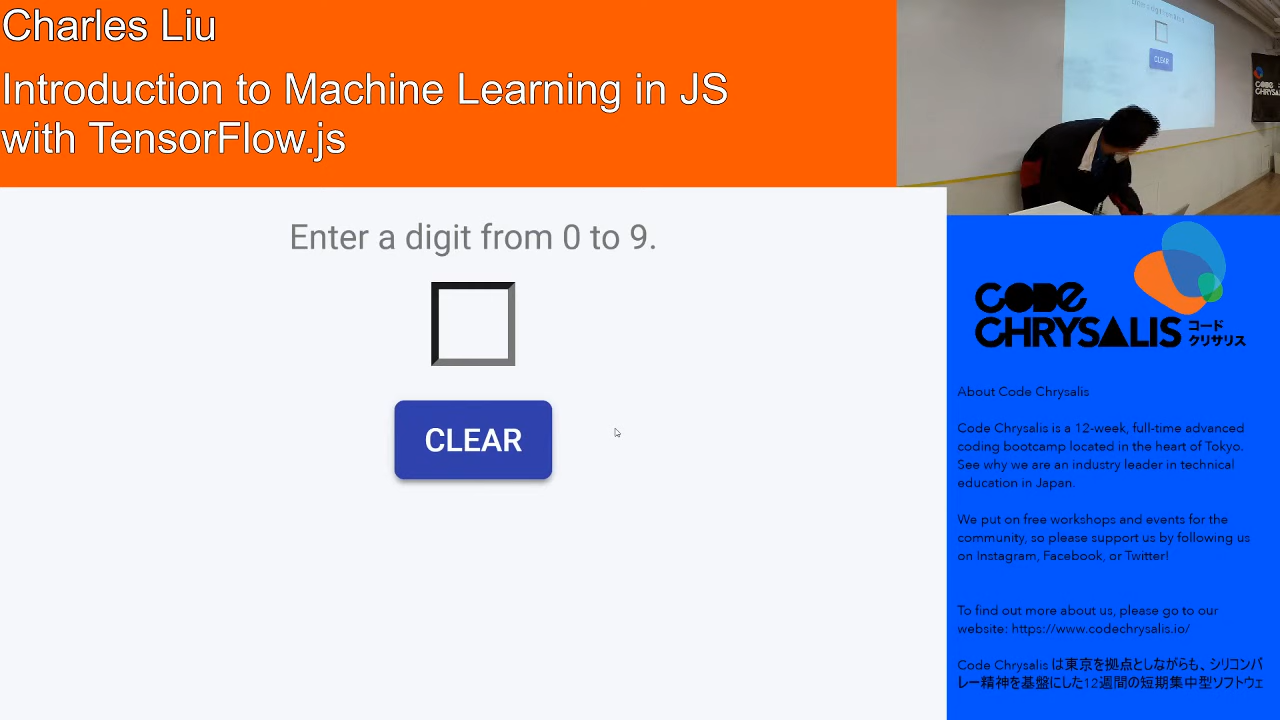 Charles Liu
Introduction to Machine Learning in JS
with TensorFlow.js
Enter a digit from 0 to 9.
CLEAR
CLEAR
CODE
CHRYSALIS
コード
クリサリス
About Code Chrysalis
Code Chrysalis is a 12-week, full-time advanced
coding bootcamp located in the heart of Tokyo.
See why we are an industry leader in technical
education in Japan.
We put on free workshops and events for the
community, so please support us by following us
on Instagram, Facebook, or Twitter!
To find out more about us, please go to our
website: https://www.codechrysalis.io/
Code Chrysalis は東京を拠点としながらも、シリコンバ
レー精神を基盤にした12週間の短期集中型ソフトウェ